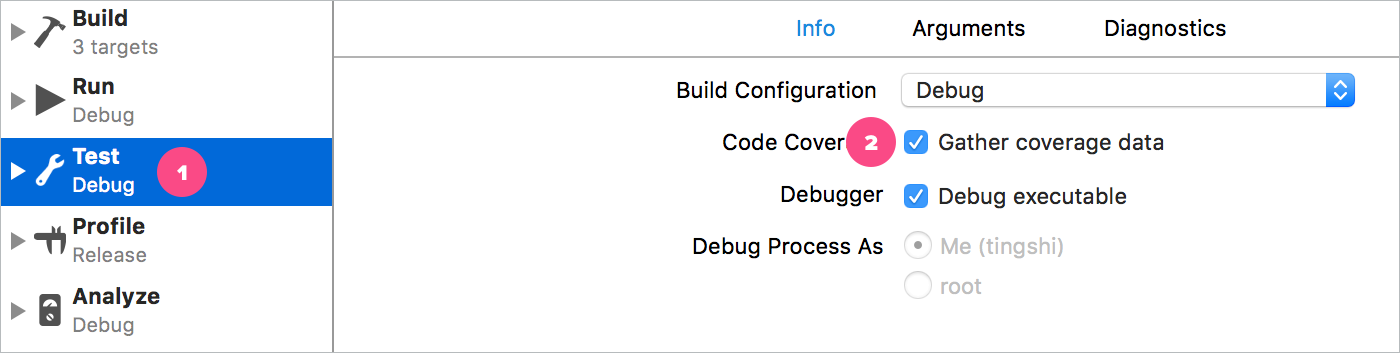 Build
3 targets
Run
Debug
Test
Debug
1
Profile
Release
Analyze
Debug
Info Arguments Diagnostics
Build Configuration Debug
Code Cover 2 Gather coverage data
Debugger Debug executable
Debug Process As Me (tingshi)
root